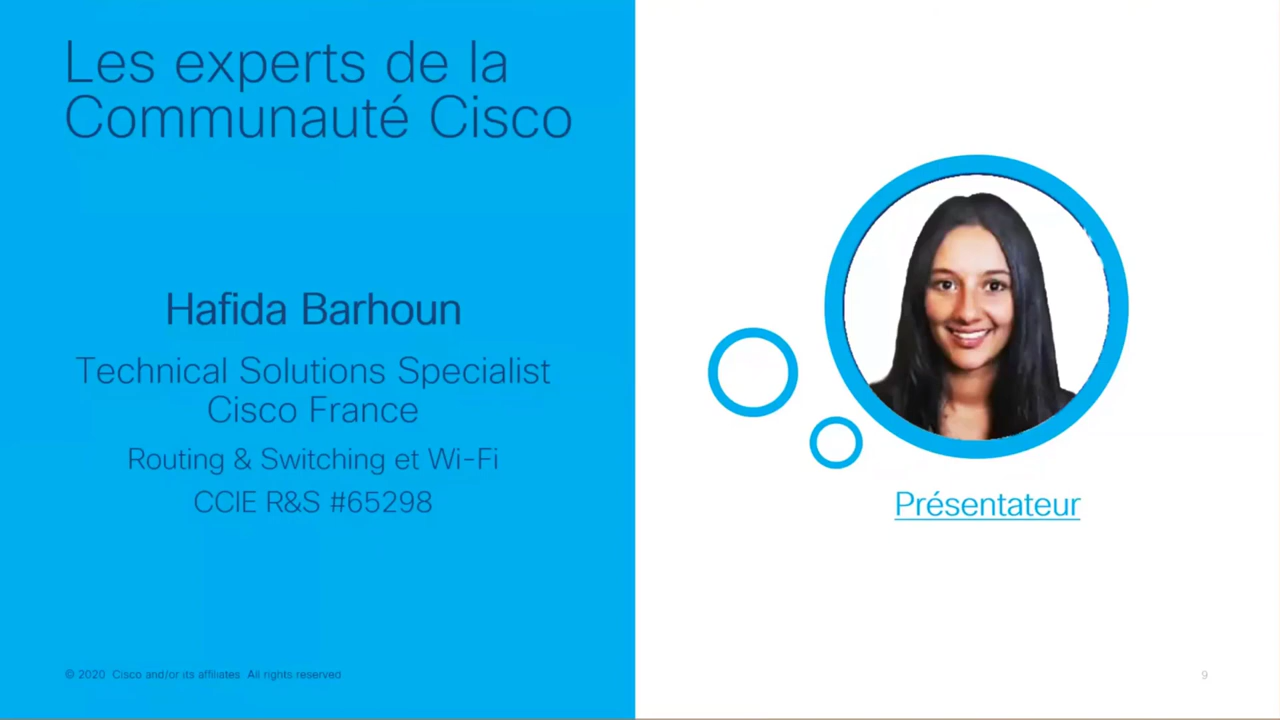 Les experts de la
Communauté Cisco
Hafida Barhoun
Technical Solutions Specialist
Cisco France
Routing & Switching et Wi-Fi
CCIE R&S #65298
Présentateur
© 2020 Cisco and/or its affiliates. All rights reserved
9